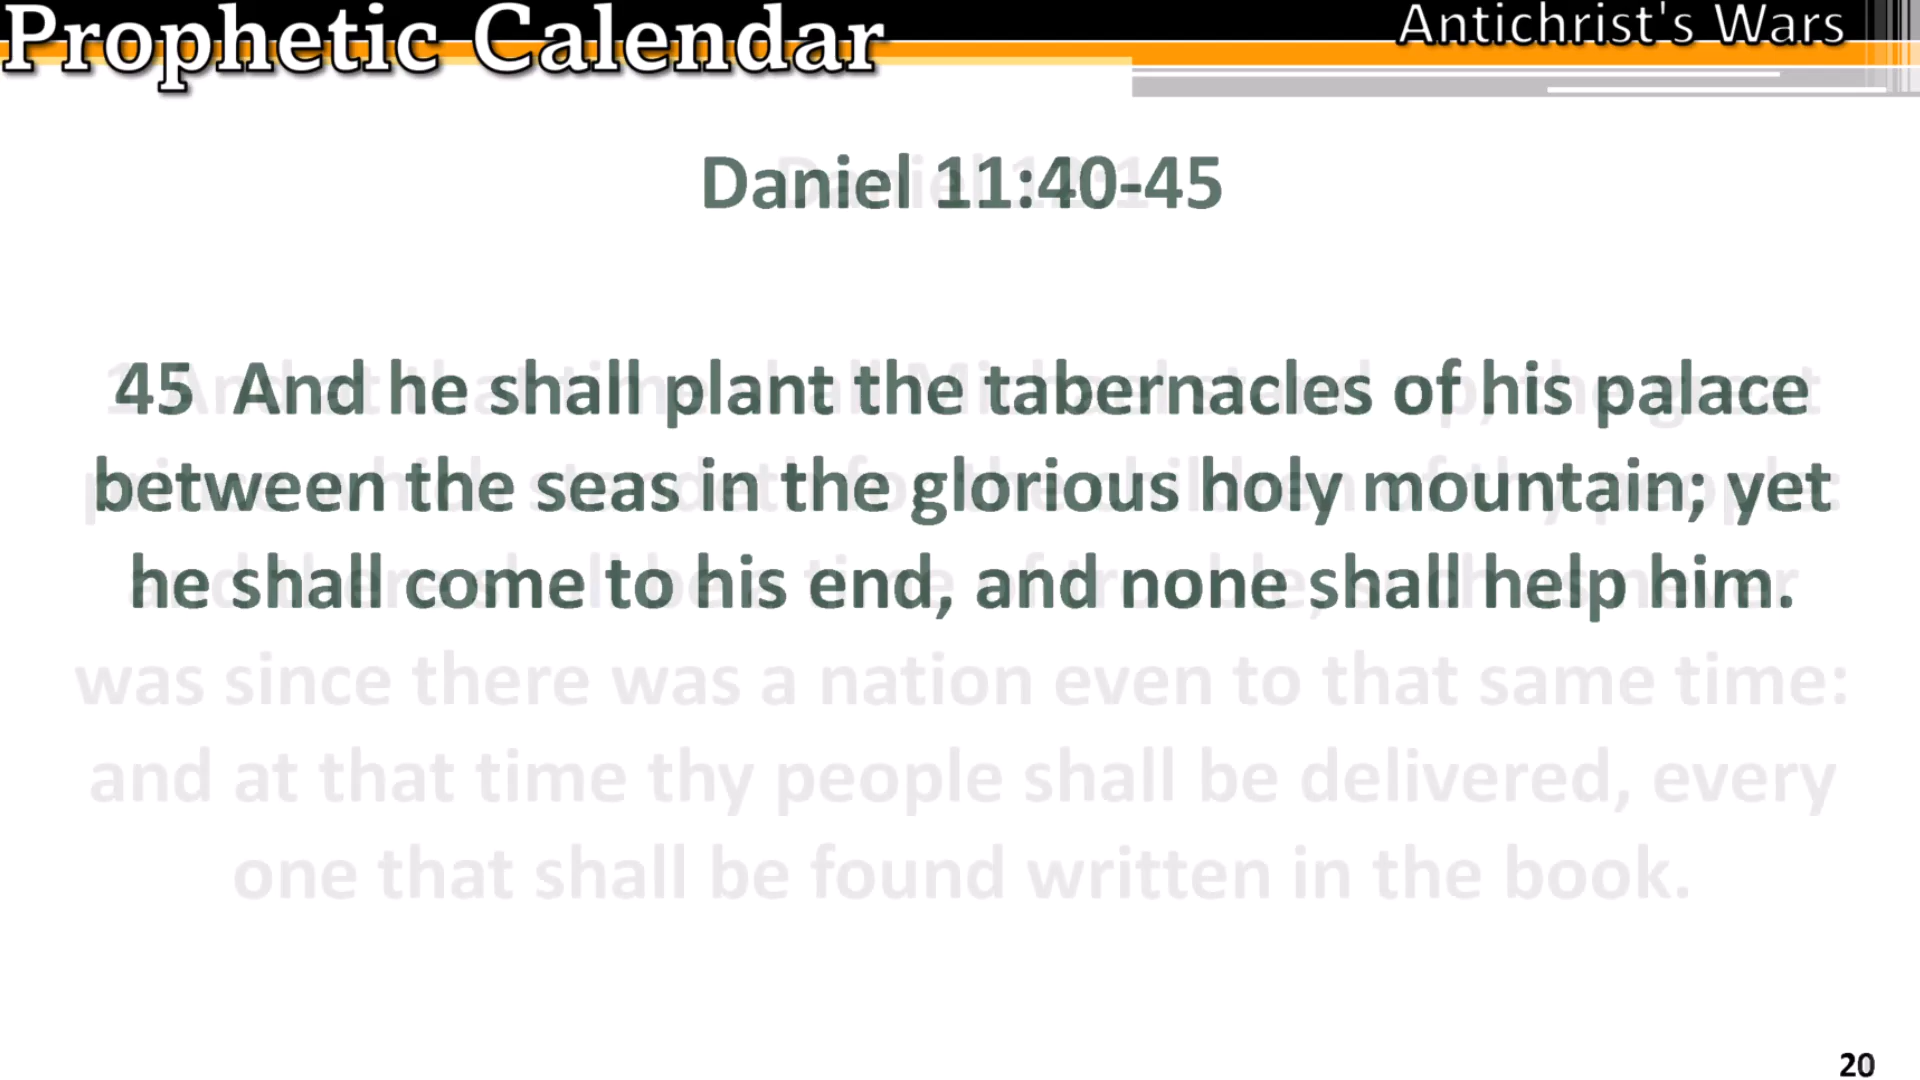 Prophetic Calendar
Antichrist's Wars
Daniel 11:40-45
Daniel 12:1
45 And he shall plant the tabernacles of his palace
between the seas in the glorious holy mountain; yet
he shall come to his end, and none shall help him.
was since there was a nation even to that same time:
and at that time thy people shall be delivered, every
one that shall be found written in the book.
20